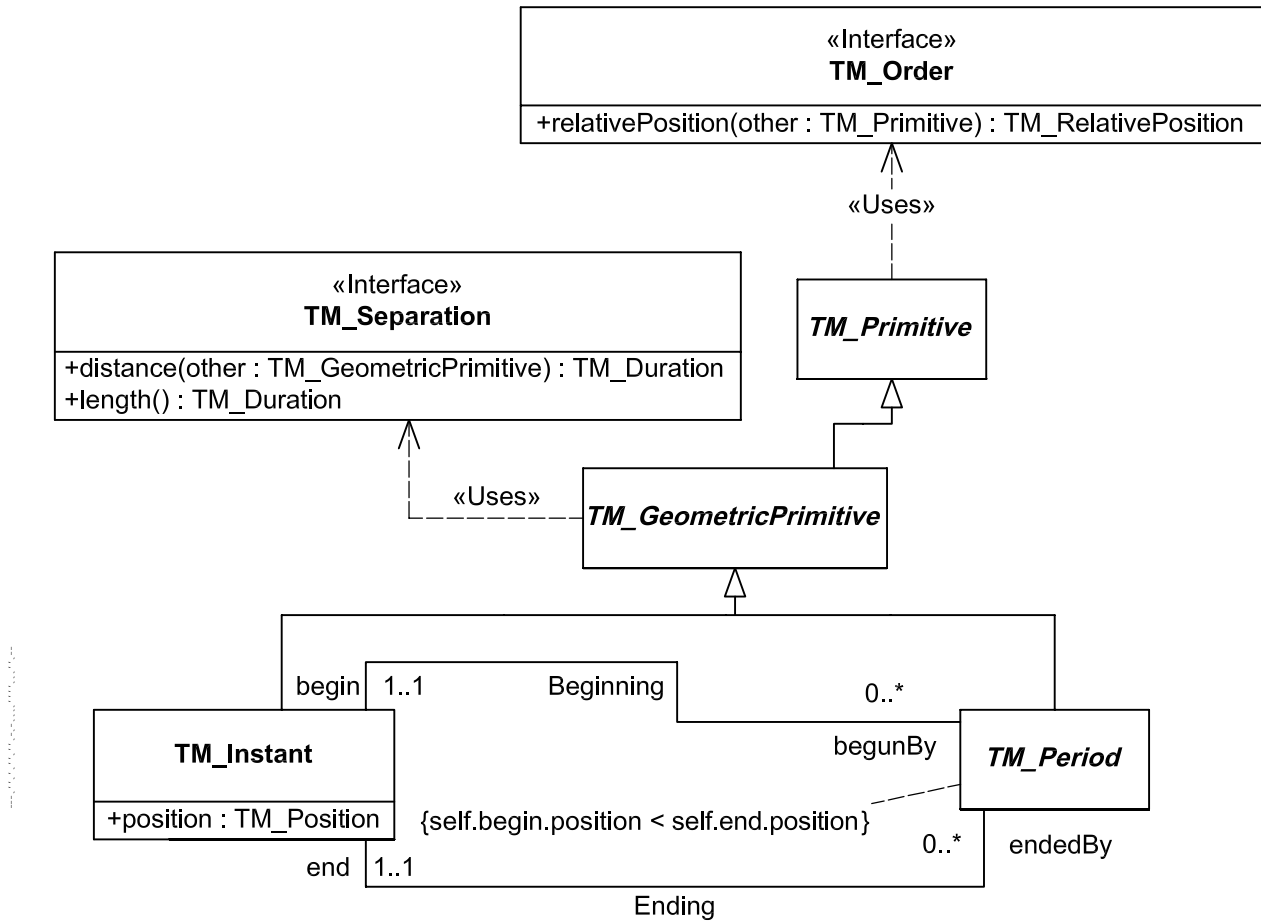 «Interface»
TM_Order
+relativePosition(other : TM_Primitive) : TM_RelativePosition
«Uses»
«Interface»
TM_Separation
+distance(other : TM_GeometricPrimitive) : TM_Duration
+length() : TM_Duration
TM_Primitive
«Uses»
TM_GeometricPrimitive
begin 1..1 Beginning 0..*
begunBy
TM_Instant
TM_Period
+position : TM_Position
{self.begin.position < self.end.position}
end 1..1 0..* endedBy
Ending